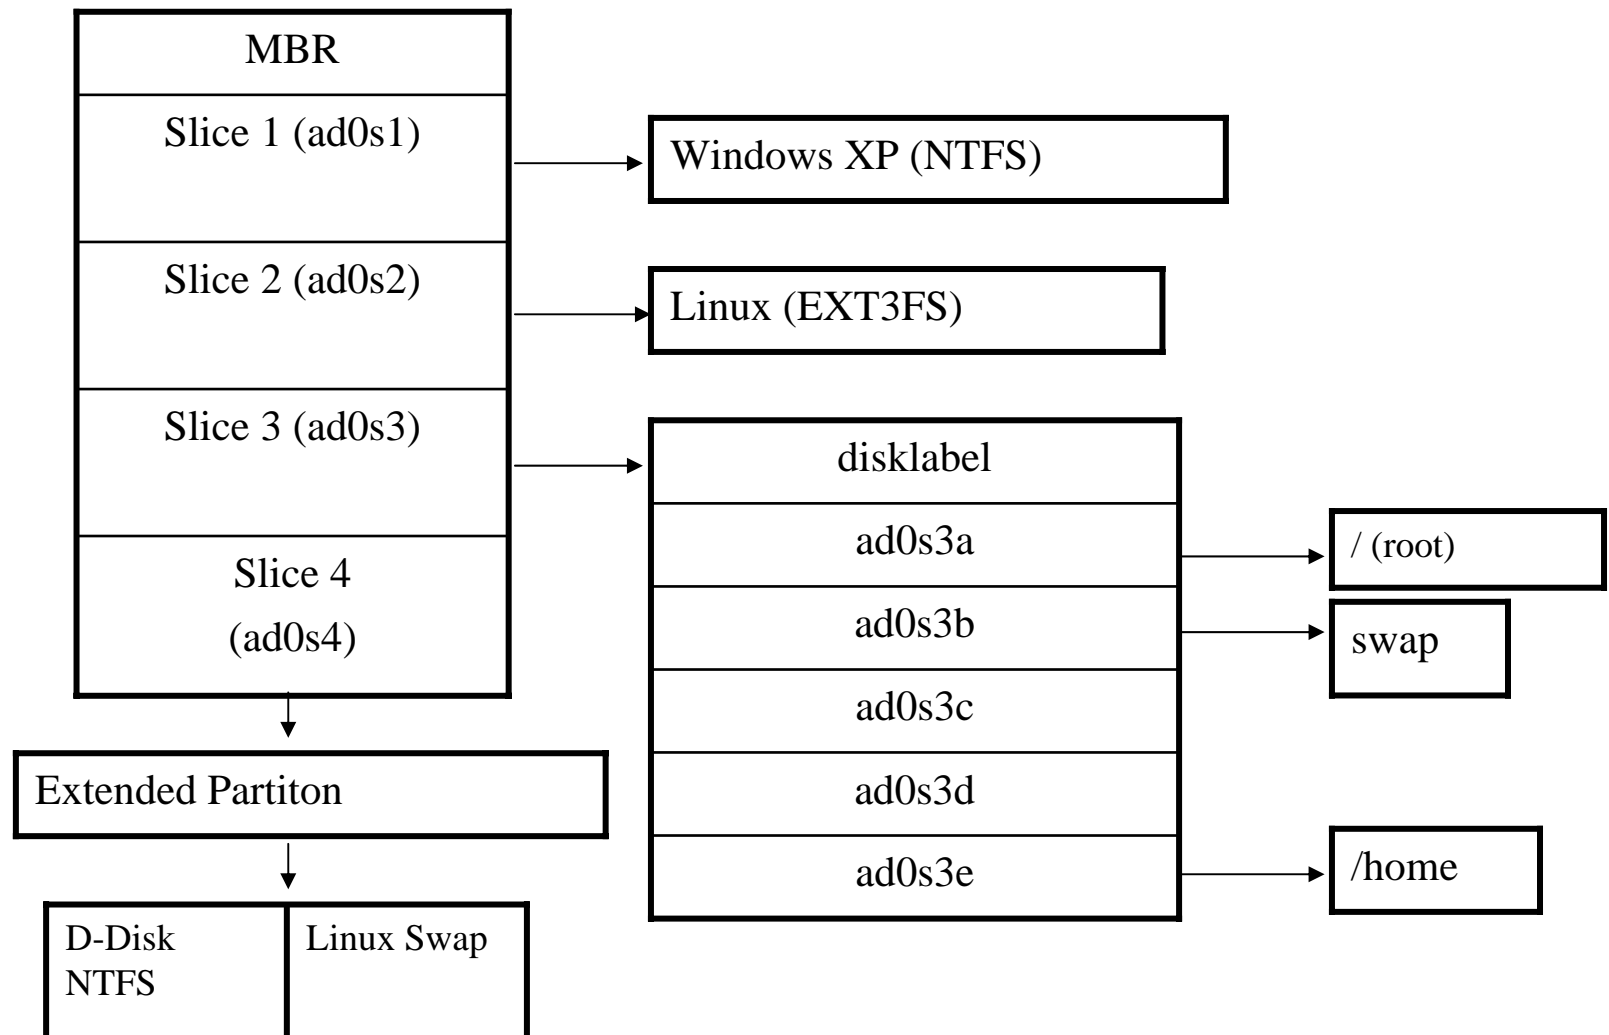 MBR
Slice 1 (ad0s1)
Windows XP (NTFS)
Slice 2 (ad0s2)
Linux (EXT3FS)
Slice 3 (ad0s3)
disklabel
ad0s3a
/ (root)
Slice 4
(ad0s4)
ad0s3b
swap
ad0s3c
Extended Partiton
ad0s3d
ad0s3e
/home
D-Disk
NTFS
Linux Swap